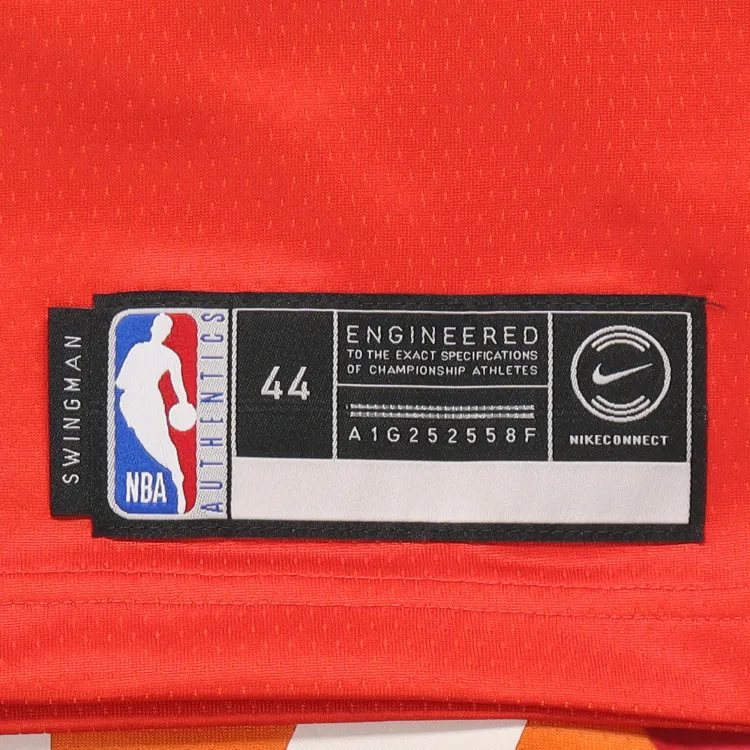 SWINGMAN
NBA
AUTHENTICS
44
ENGINEERED
TO THE EXACT SPECIFICATIONS
OF CHAMPIONSHIP ATHLETES
A1G252558F
NIKECONNECT